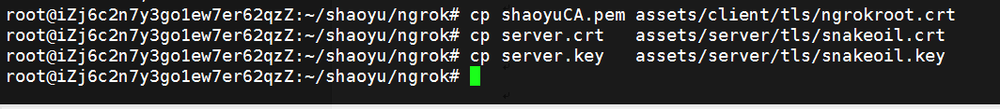 root@iZj6c2n7y3go1ew7er62qzZ:~/shaoyu/ngrok# cp shaoyuCA.pem assets/client/tls/ngrokroot.crt
root@iZj6c2n7y3go1ew7er62qzZ:~/shaoyu/ngrok# cp server.crt   assets/server/tls/snakeoil.crt
root@iZj6c2n7y3go1ew7er62qzZ:~/shaoyu/ngrok# cp server.key   assets/server/tls/snakeoil.key
root@iZj6c2n7y3go1ew7er62qzZ:~/shaoyu/ngrok#